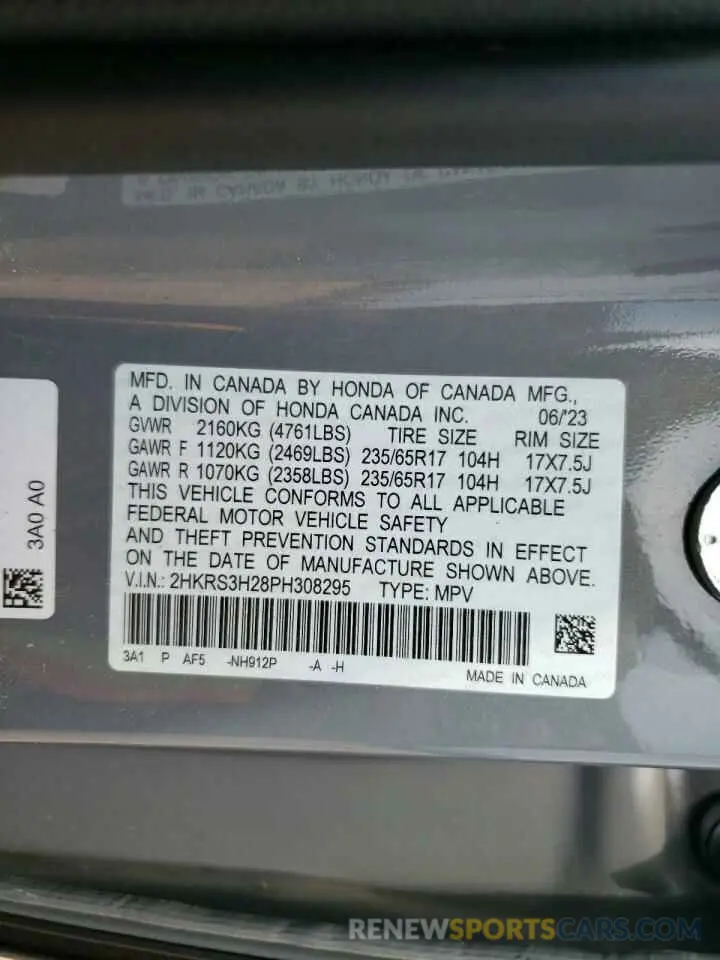 MFD. IN CANADA BY HONDA OF CANADA MFG.,
A DIVISION OF HONDA CANADA INC. 06/'23
GVWR 2160KG (4761LBS) TIRE SIZE RIM SIZE
GAWR F 1120KG (2469LBS) 235/65R17 104H 17X7.5J
GAWR R 1070KG (2358LBS) 235/65R17 104H 17X7.5J
THIS VEHICLE CONFORMS TO ALL APPLICABLE
FEDERAL MOTOR VEHICLE SAFETY
AND THEFT PREVENTION STANDARDS IN EFFECT
ON THE DATE OF MANUFACTURE SHOWN ABOVE.
V.I.N.: 2HKRS3H28PH308295 TYPE: MPV
3A1 P AF5 -NH912P -A -H
MADE IN CANADA
3A0 A0
RENEWSPORTSCARS.COM